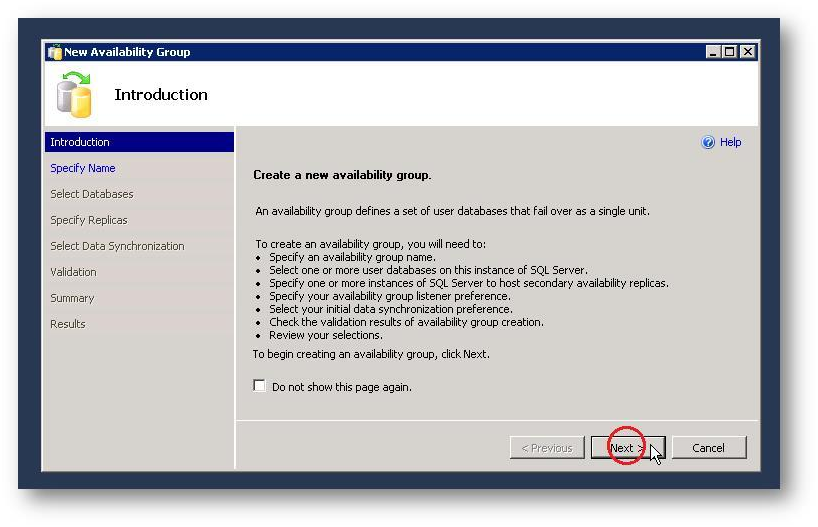 New Availability Group
Introduction
Introduction
Specify Name
Select Databases
Specify Replicas
Select Data Synchronization
Validation
Summary
Results
Help
Create a new availability group.
An availability group defines a set of user databases that fail over as a single unit.
To create an availability group, you will need to:
• Specify an availability group name.
• Select one or more user databases on this instance of SQL Server.
• Specify one or more instances of SQL Server to host secondary availability replicas.
• Specify your availability group listener preference.
• Select your initial data synchronization preference.
• Check the validation results of availability group creation.
• Review your selections.
To begin creating an availability group, click Next.
Do not show this page again.
< Previous
Next >
Cancel